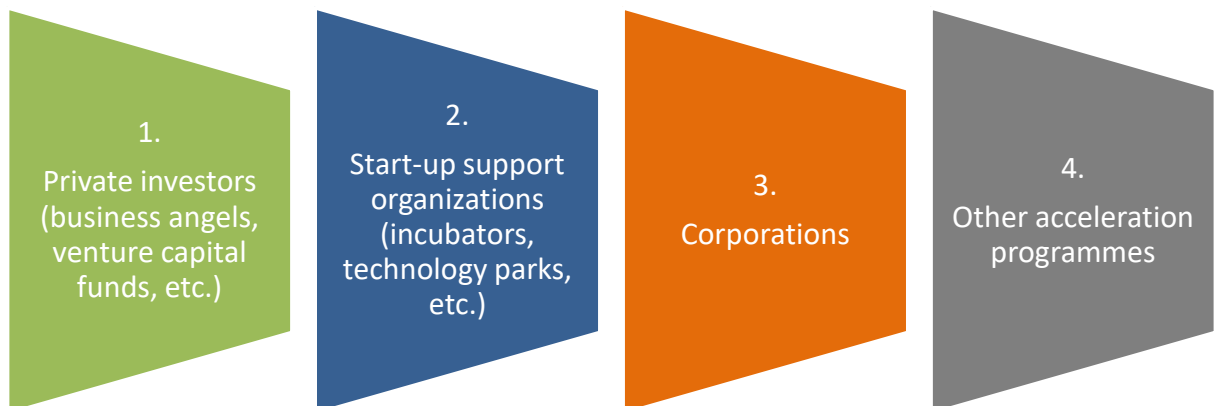 1.
Private investors
(business angels,
venture capital
funds, etc.)
2.
Start-up support
organizations
(incubators,
technology parks,
etc.)
3.
Corporations
4.
Other acceleration
programmes